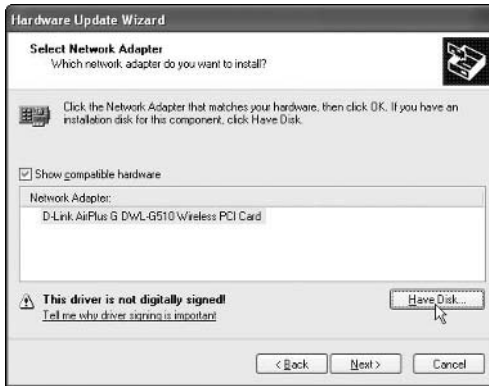 Hardware Update Wizard
Select Network Adapter
Which network adapter do you want to install?
Click the Network Adapter that matches your hardware, then click OK. If you have an
installation disk for this component, click Have Disk.
Show compatible hardware
Network Adapter:
D-Link AirPlus G DWL-G510 Wireless PCI Card
This driver is not digitally signed!
Tell me why driver signing is important
Have Disk...
< Back
Next >
Cancel